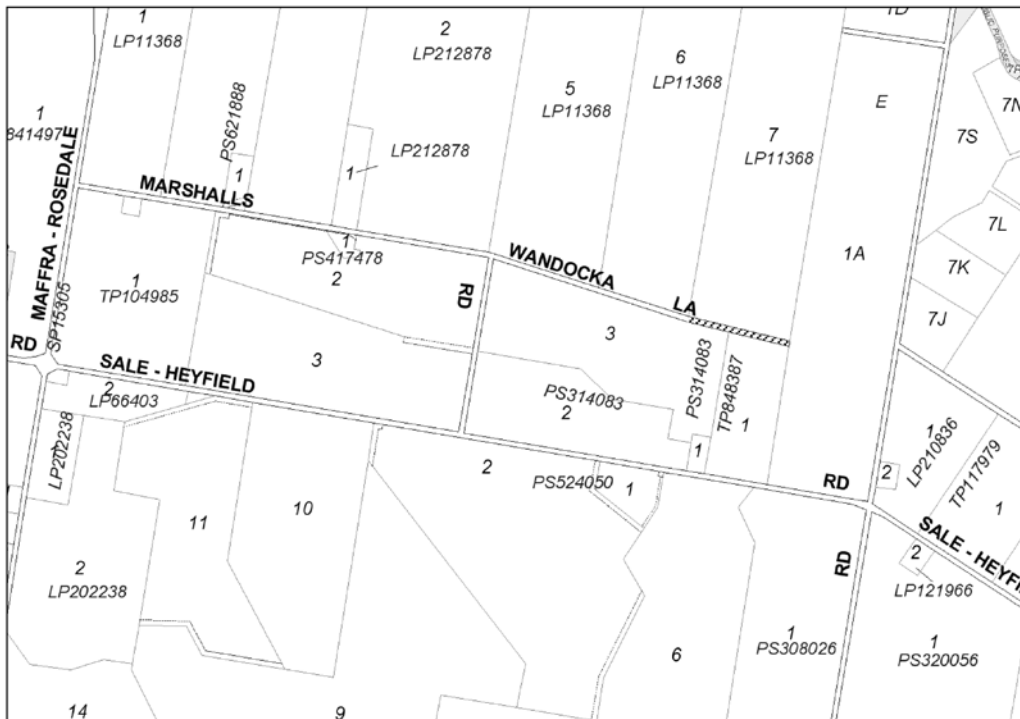 1
LP11368
2
LP212878
6
LP11368
1D
E
7N
5
LP11368
1
841497
PS621888
7S
7
LP11368
LP212878
1
1
MARSHALLS
MAFFRA - ROSEDALE
7L
1
PS417478
2
WANDOCKA
LA
1A
7K
1
TP104985
SP15305
RD
3
7J
RD
SALE - HEYFIELD
3
2
LP66403
PS314083
2
PS314083
TP848387
1
1
LP202238
1
LP210836
TP117979
2
PS524050
1
2
RD
1
11
10
SALE - HEYFI
RD
2
LP121966
2
LP202238
6
1
PS308026
1
PS320056
14
9